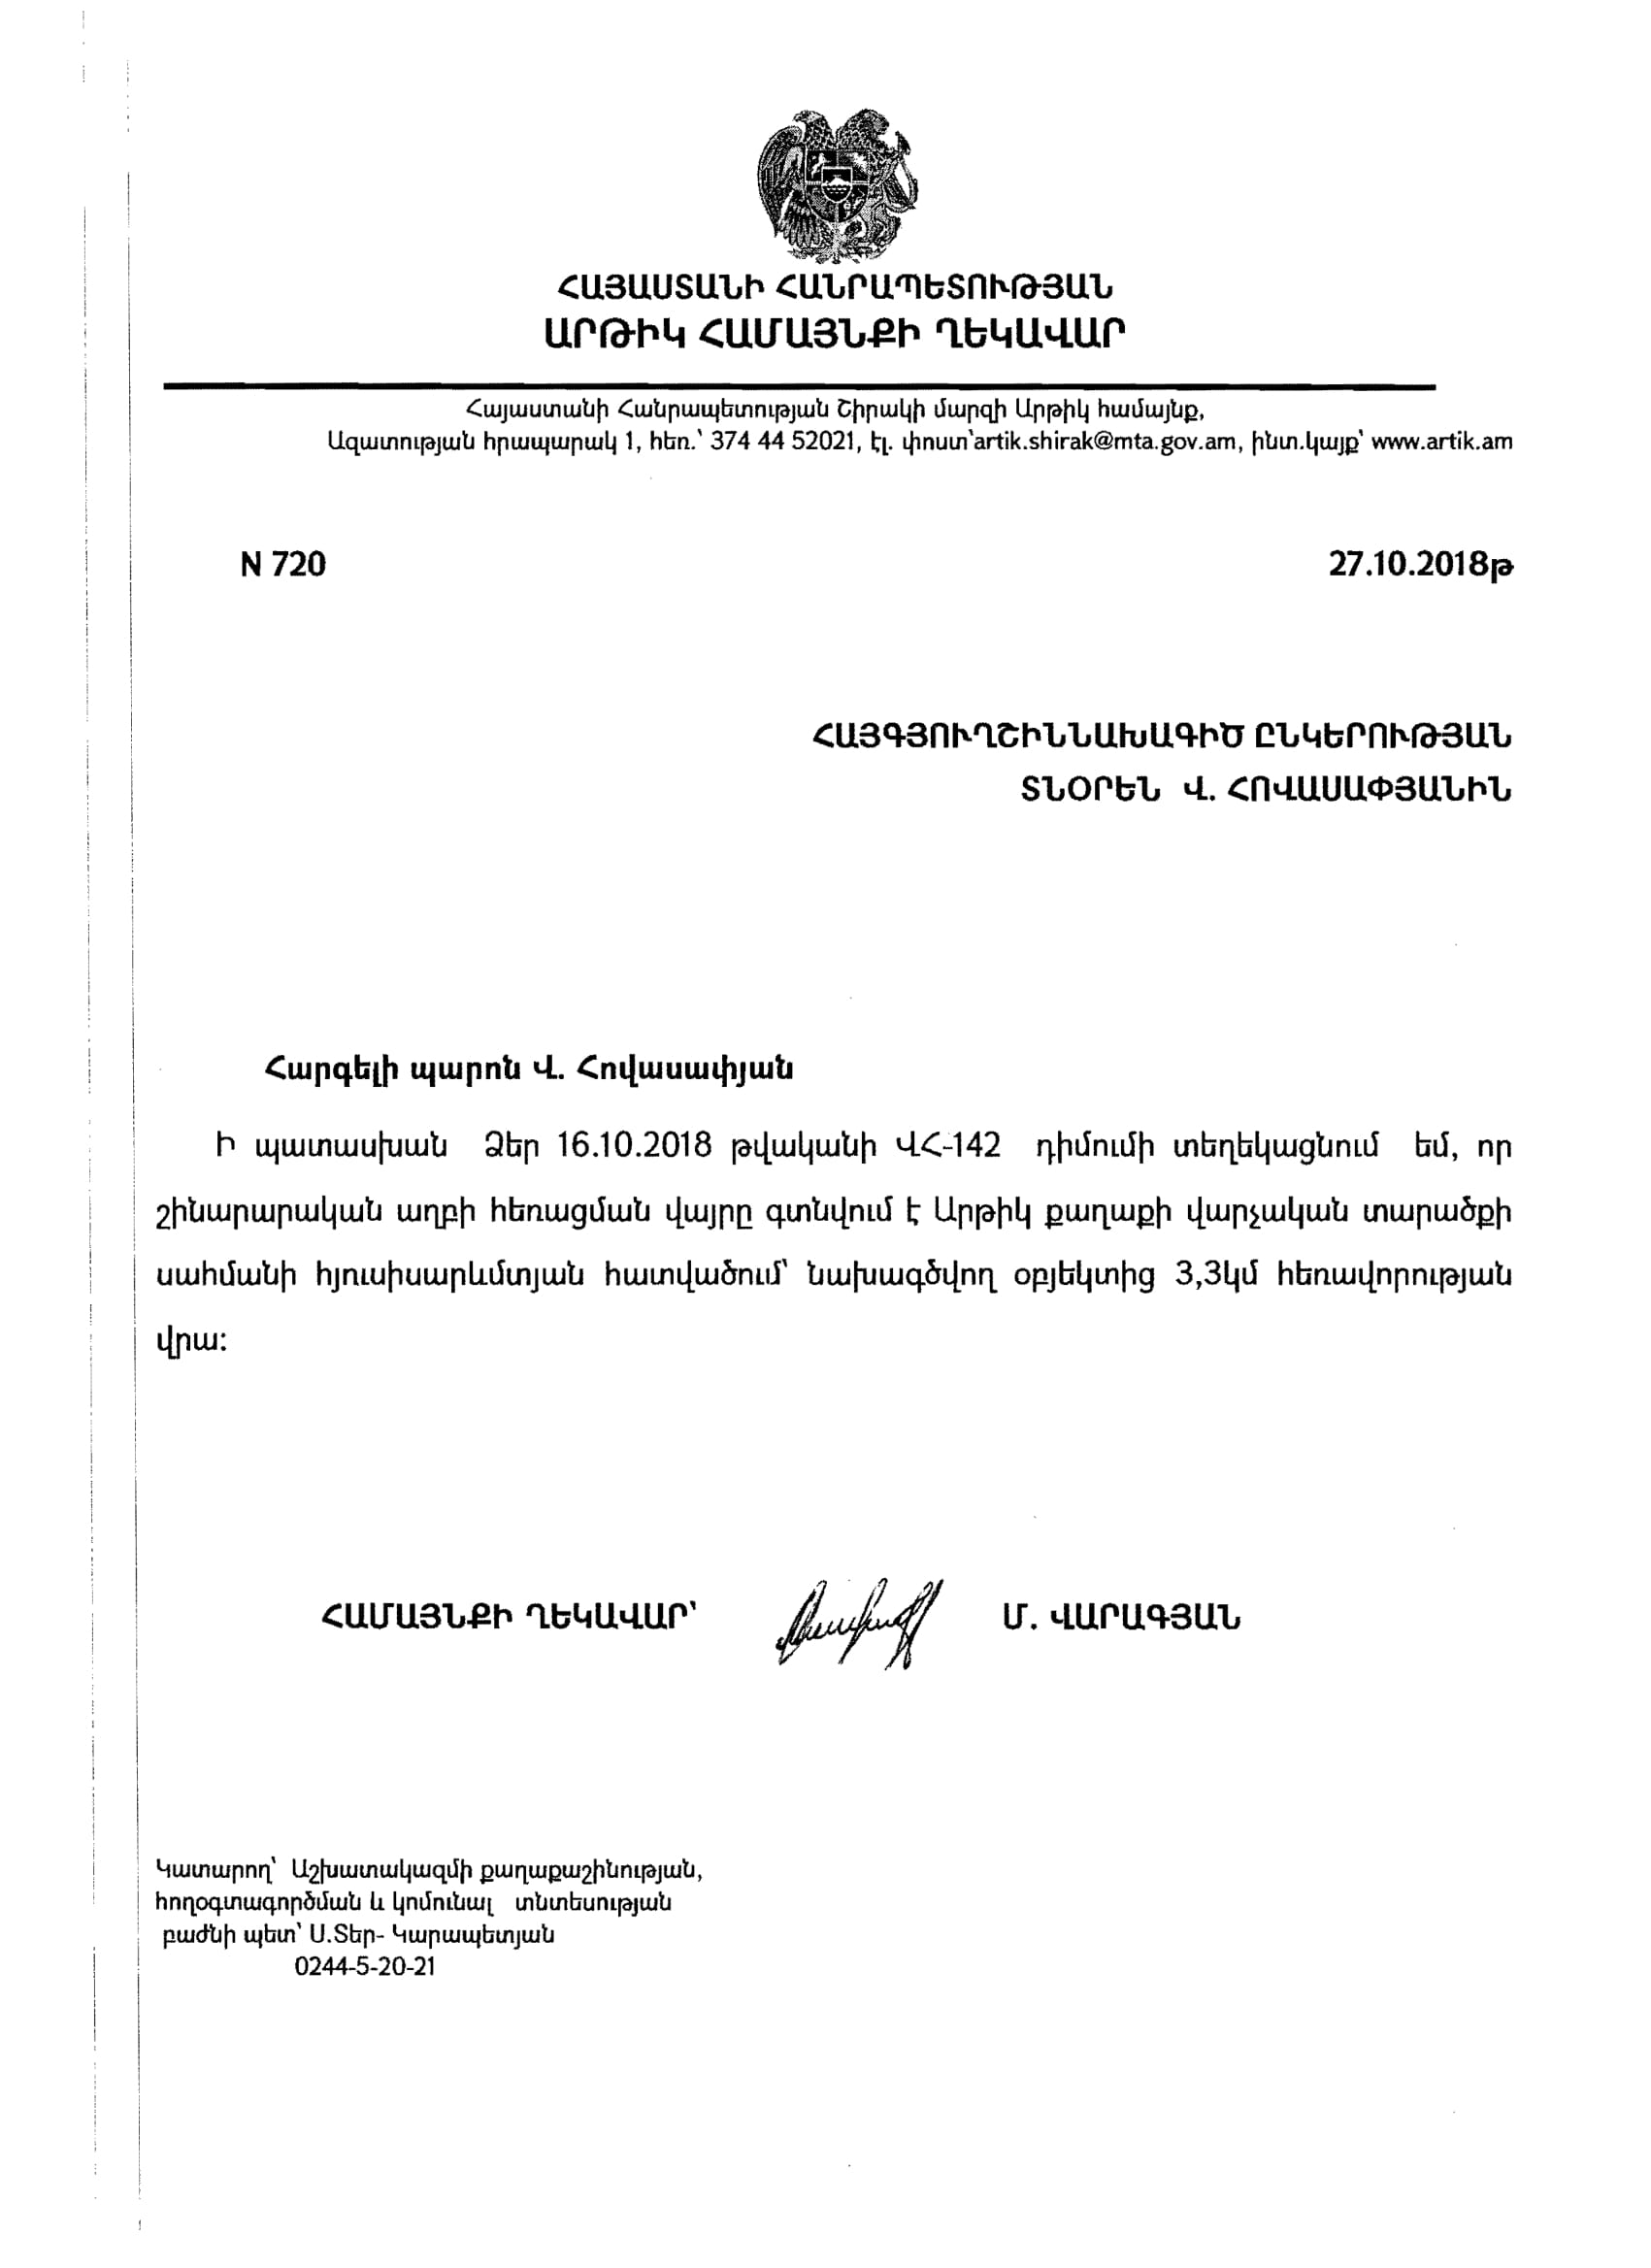 ՀԱՅԱՍՏԱՆԻ ՀԱՆՐԱՊԵՏՈՒԹՅԱՆ
ԱՐԹԻԿ ՀԱՄԱՅՆՔԻ ՂԵԿԱՎԱՐ
Հայաստանի Հանրապետության Շիրակի մարզի Արթիկ համայնք,
Ազատության հրապարակ 1, հեռ.՝ 374 44 52021, էլ. փոստ՝artik.shirak@mta.gov.am, ինտ.կայք՝ www.artik.am
N 720 27.10.2018թ
ՀԱՅԳՅՈՒՂՇԻՆՆԱԽԱԳԻԾ ԸՆԿԵՐՈՒԹՅԱՆ
ՏՆՕՐԵՆ Վ. ՀՈՎԱՍԱՓՅԱՆԻՆ
Հարգելի պարոն Վ. Հովասափյան
Ի պատասխան Ձեր 16.10.2018 թվականի ՎՀ-142 դիմումի տեղեկացնում եմ, որ
շինարարական աղբի հեռացման վայրը գտնվում է Արթիկ քաղաքի վարչական տարածքի
սահմանի հյուսիսարևմտյան հատվածում՝ նախագծվող օբյեկտից 3,3կմ հեռավորության
վրա:
ՀԱՄԱՅՆՔԻ ՂԵԿԱՎԱՐ՝ Մ. ՎԱՐԱԳՅԱՆ
Կատարող՝ Աշխատակազմի քաղաքաշինության,
հողօգտագործման և կոմունալ տնտեսության
բաժնի պետ՝ Ս.Տեր- Կարապետյան
0244-5-20-21